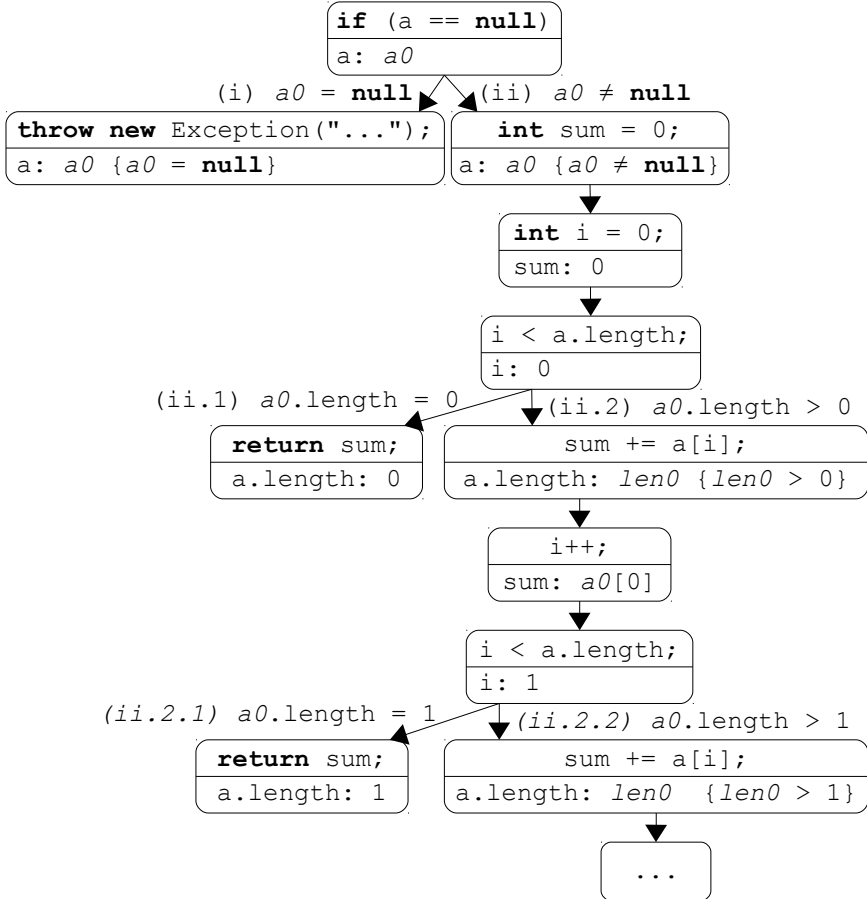 if (a == null)
a: a0
(i) a0 = null
(ii) a0 ≠ null
throw new Exception("...");
a: a0 {a0 = null}
int sum = 0;
a: a0 {a0 ≠ null}
int i = 0;
sum: 0
i < a.length;
i: 0
(ii.1) a0.length = 0
(ii.2) a0.length > 0
return sum;
a.length: 0
sum += a[i];
a.length: len0 {len0 > 0}
i++;
sum: a0[0]
i < a.length;
i: 1
(ii.2.1) a0.length = 1
(ii.2.2) a0.length > 1
return sum;
a.length: 1
sum += a[i];
a.length: len0 {len0 > 1}
...